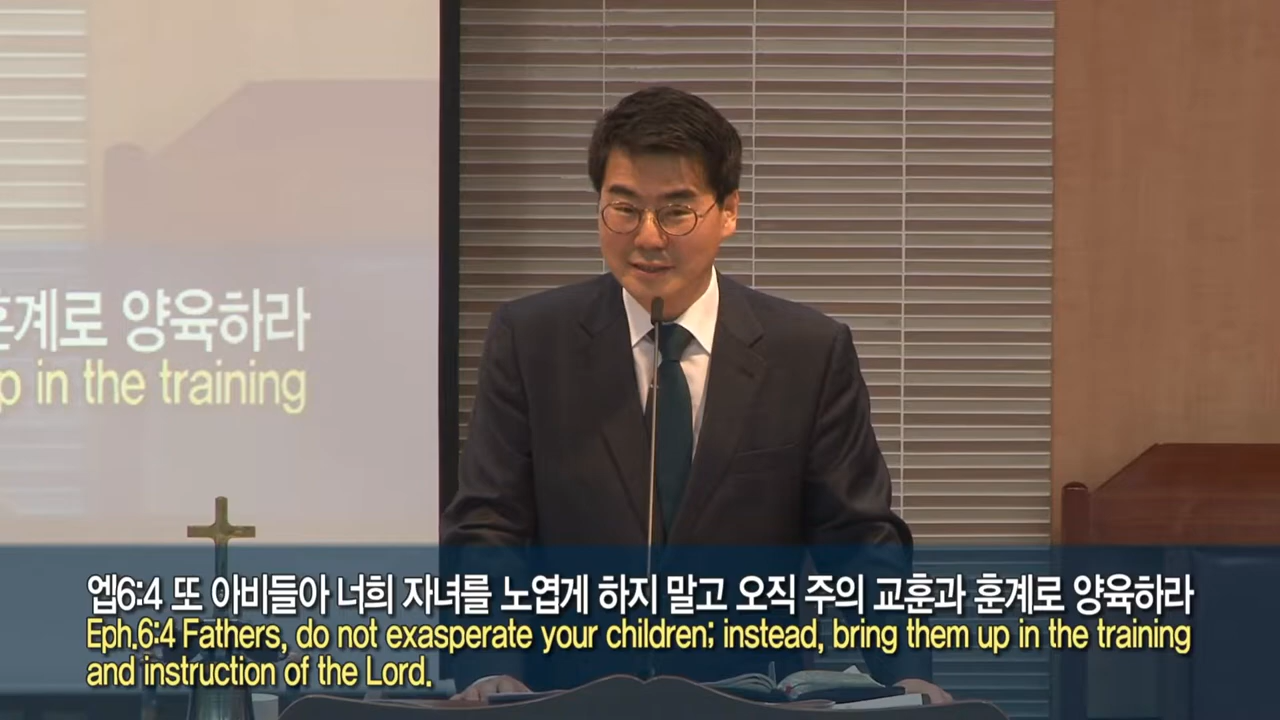 훈계로 양육하라
p in the training
엡6:4 또 아비들아 너희 자녀를 노엽게 하지 말고 오직 주의 교훈과 훈계로 양육하라
Eph.6:4 Fathers, do not exasperate your children; instead, bring them up in the training
and instruction of the Lord.